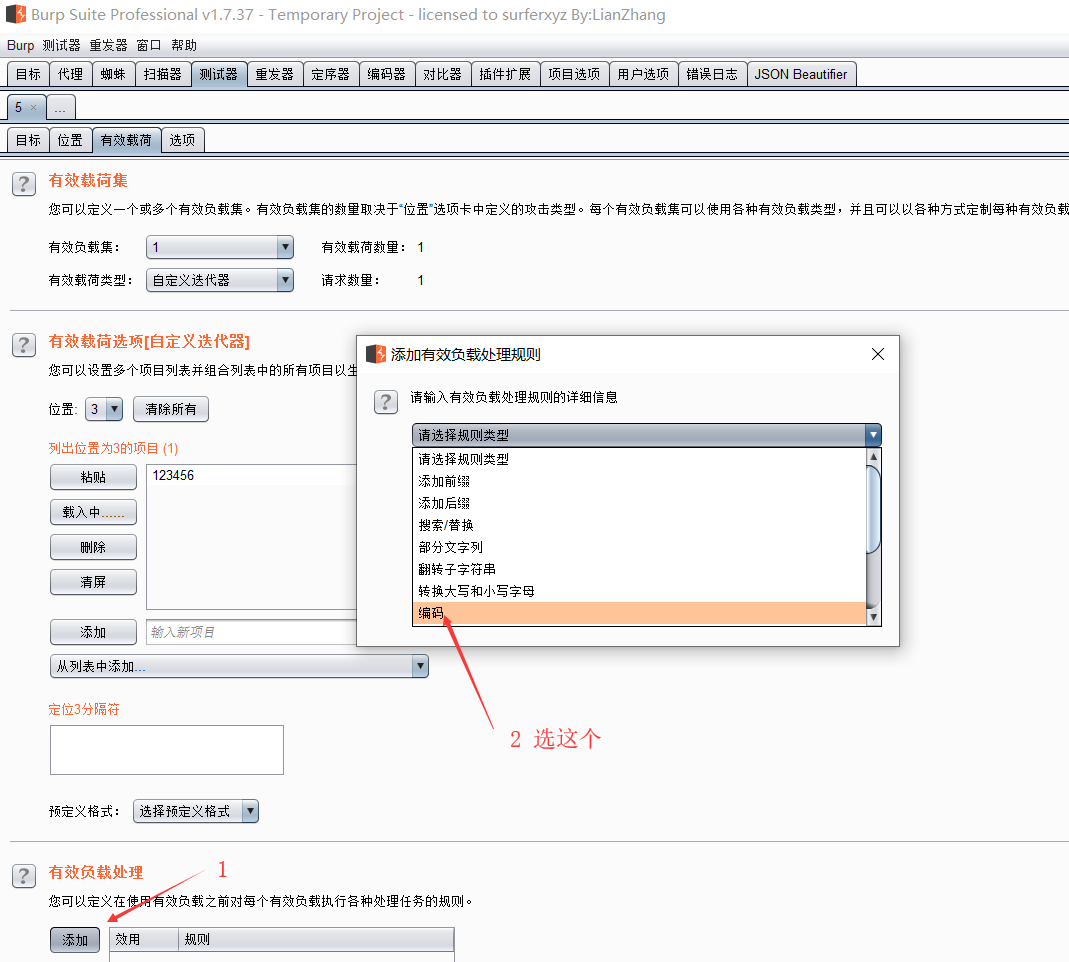 Burp Suite Professional v1.7.37 - Temporary Project - licensed to surferxyz By:LianZhang
Burp 测试器 重发器 窗口 帮助
目标 代理 蜘蛛 扫描器 测试器 重发器 定序器 编码器 对比器 插件扩展 项目选项 用户选项 错误日志 JSON Beautifier
5 × ...
目标 位置 有效载荷 选项
? 有效载荷集
您可以定义一个或多个有效负载集。有效负载集的数量取决于“位置”选项卡中定义的攻击类型。每个有效负载集可以使用各种有效负载类型，并且可以以各种方式定制每种有效负载
有效负载集： 1 有效载荷数量： 1
有效载荷类型： 自定义迭代器 请求数量： 1
? 有效载荷选项[自定义迭代器]
您可以设置多个项目列表并组合列表中的所有项目以生
位置: 3 清除所有
列出位置为3的项目 (1)
粘贴 123456
载入中......
删除
清屏
添加 输入新项目
从列表中添加...
定位3分隔符
预定义格式： 选择预定义格式
? 有效负载处理
您可以定义在使用有效负载之前对每个有效负载执行各种处理任务的规则。
添加 效用 规则
添加有效负载处理规则
? 请输入有效负载处理规则的详细信息
请选择规则类型
请选择规则类型
添加前缀
添加后缀
搜索/替换
部分文字列
翻转子字符串
转换大写和小写字母
编码
2 选这个
1